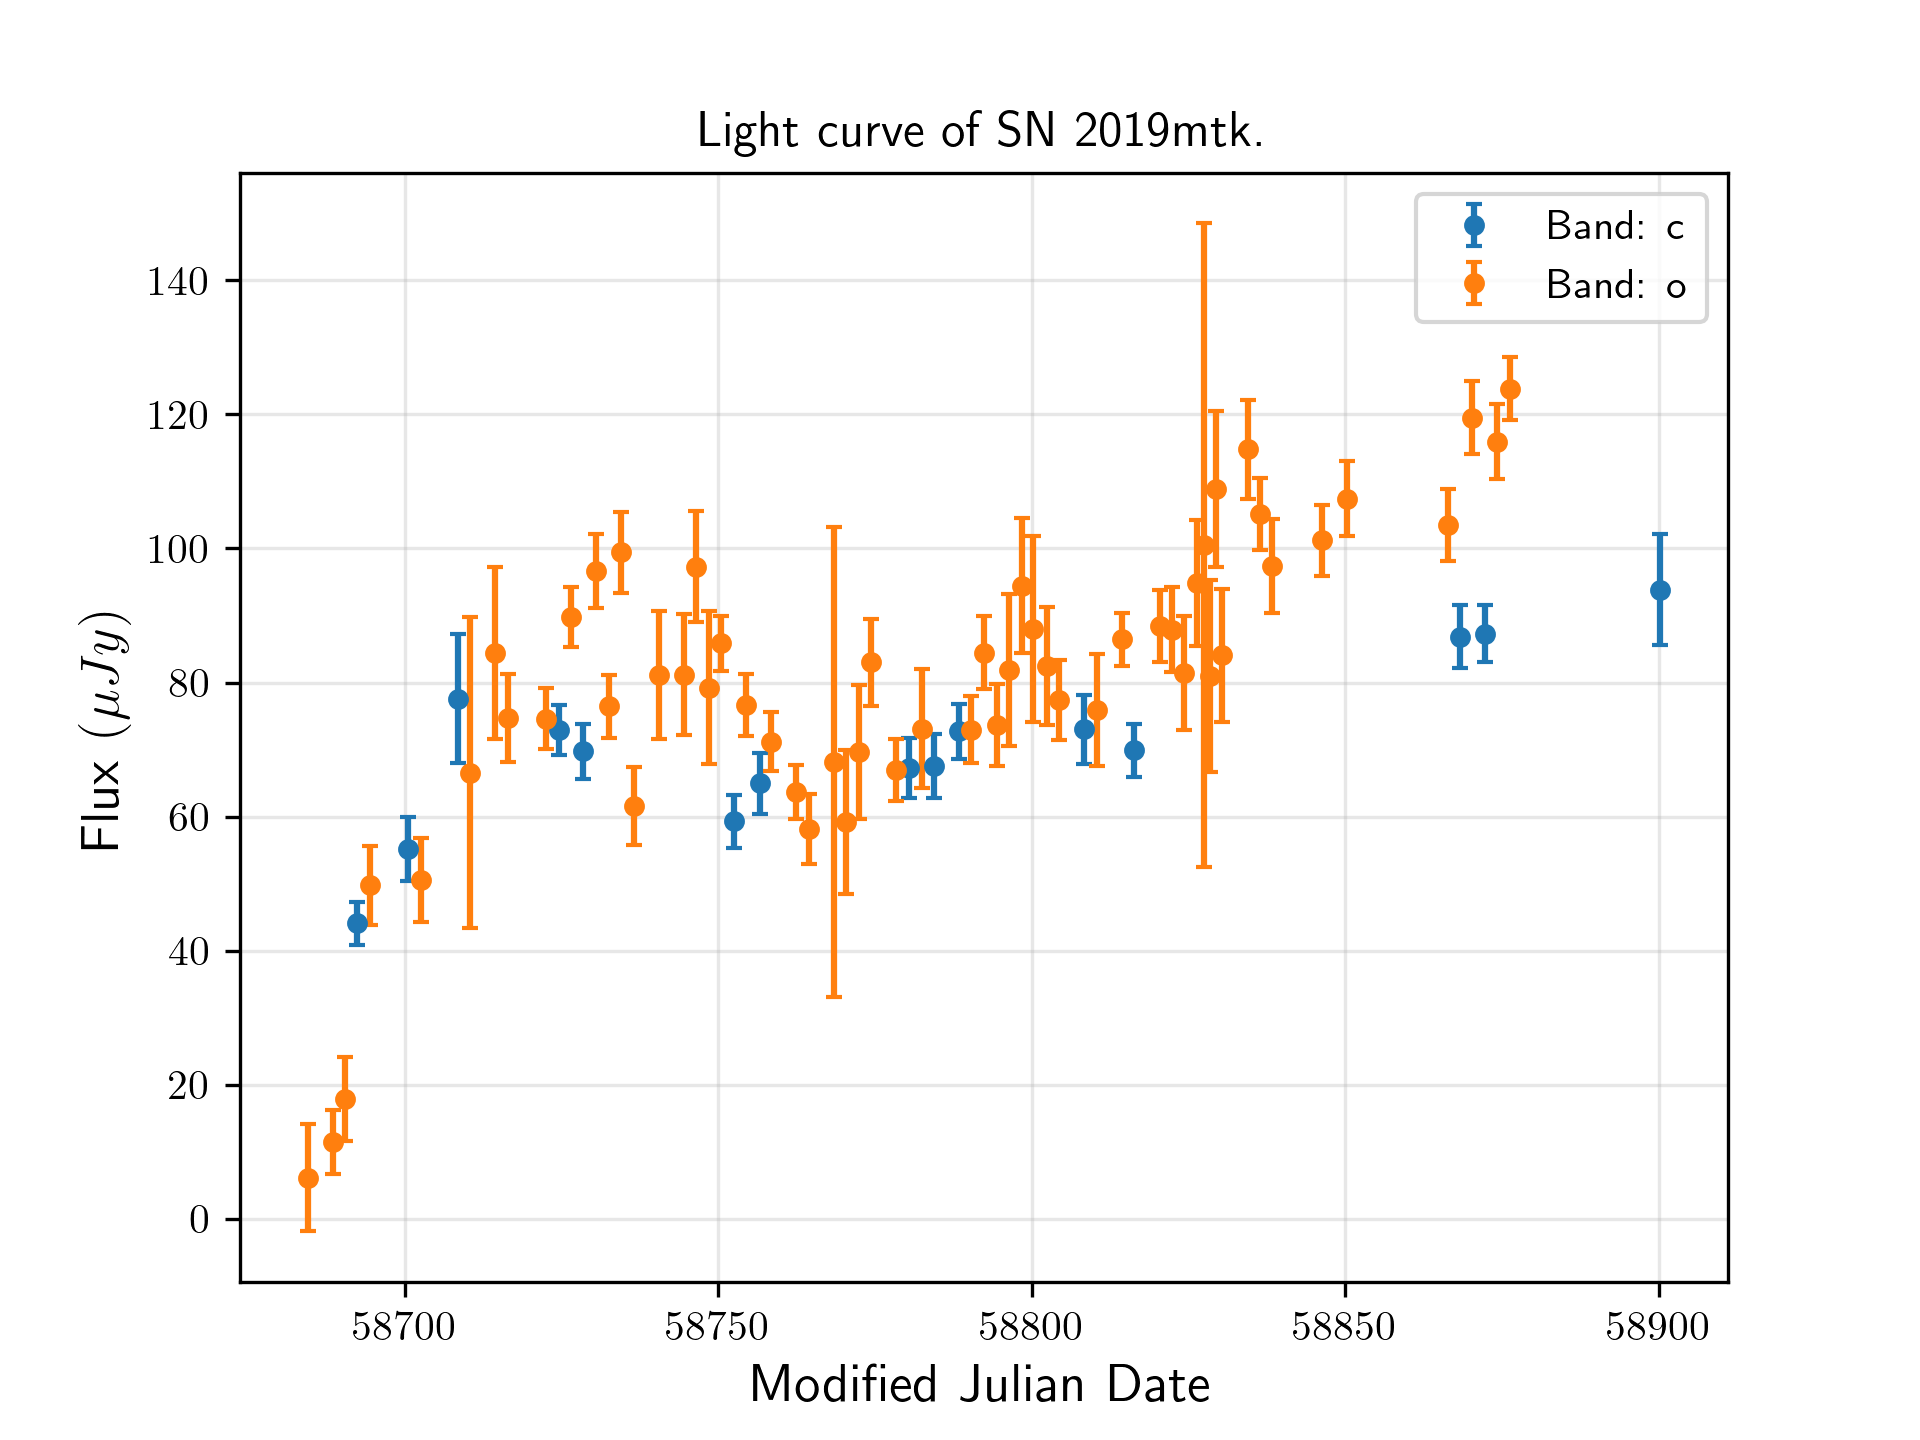 Light curve of SN 2019mtk.
Band: c
Band: o
140
120
100
80
60
40
20
0
Flux (μJy)
58700 58750 58800 58850 58900
Modified Julian Date